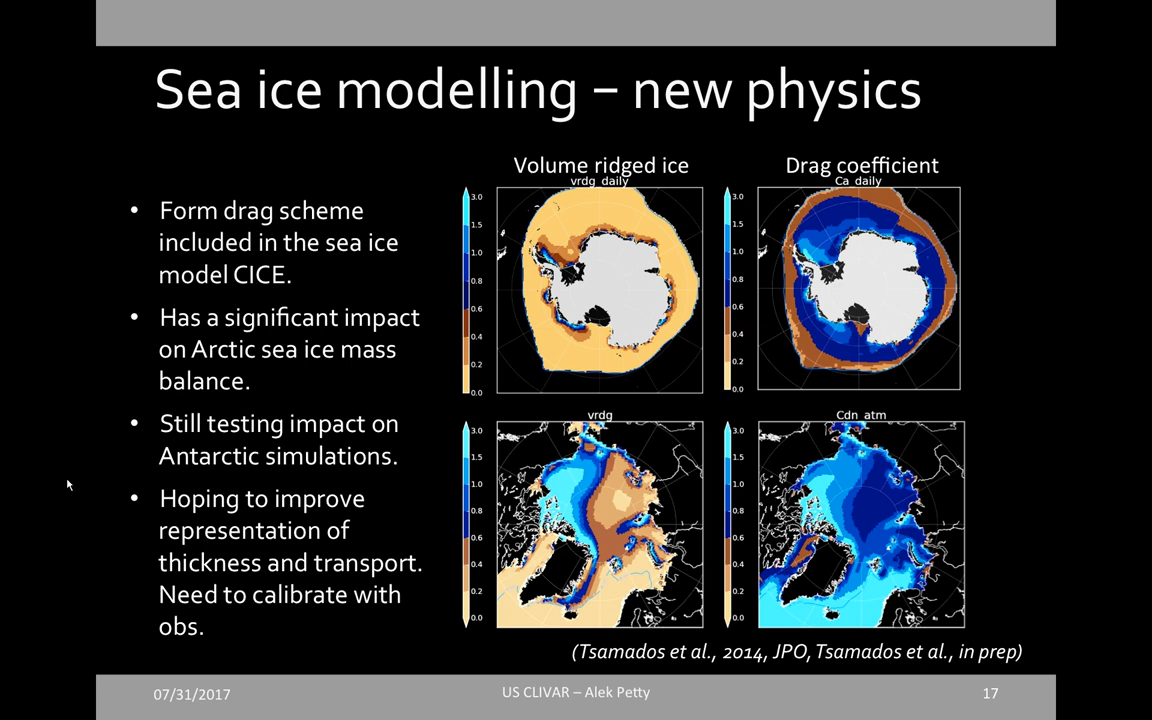 Sea ice modelling – new physics
• Form drag scheme
included in the sea ice
model CICE.
• Has a significant impact
on Arctic sea ice mass
balance.
• Still testing impact on
Antarctic simulations.
• Hoping to improve
representation of
thickness and transport.
Need to calibrate with
obs.
Volume ridged ice
vrdg daily
3.0
1.5
1.0
0.8
0.6
0.4
0.2
0.0
Drag coefficient
Ca daily
3.0
1.5
1.0
0.8
0.6
0.4
0.2
0.0
vrdg
3.0
1.5
1.0
0.8
0.6
0.4
0.2
0.0
Cdn atm
3.0
1.5
1.0
0.8
0.6
0.4
0.2
0.0
(Tsamados et al., 2014, JPO, Tsamados et al., in prep)
07/31/2017
US CLIVAR – Alek Petty
17